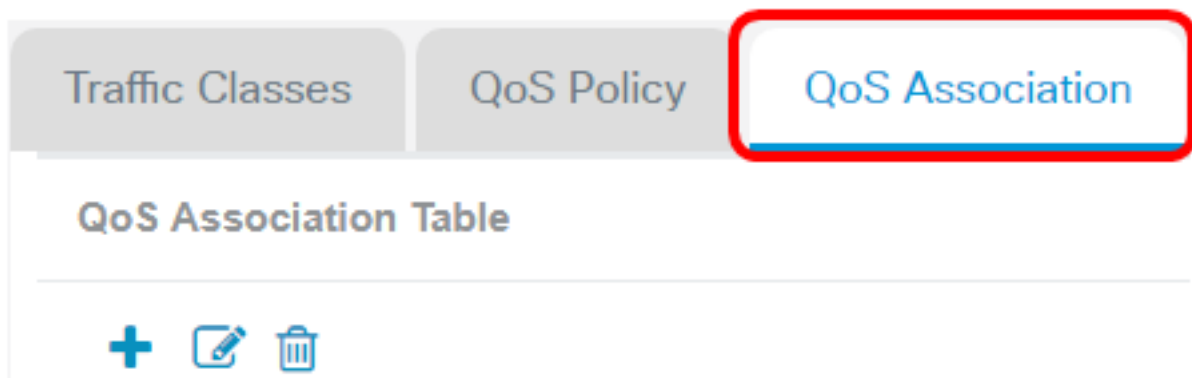 Traffic Classes QoS Policy QoS Association
QoS Association Table